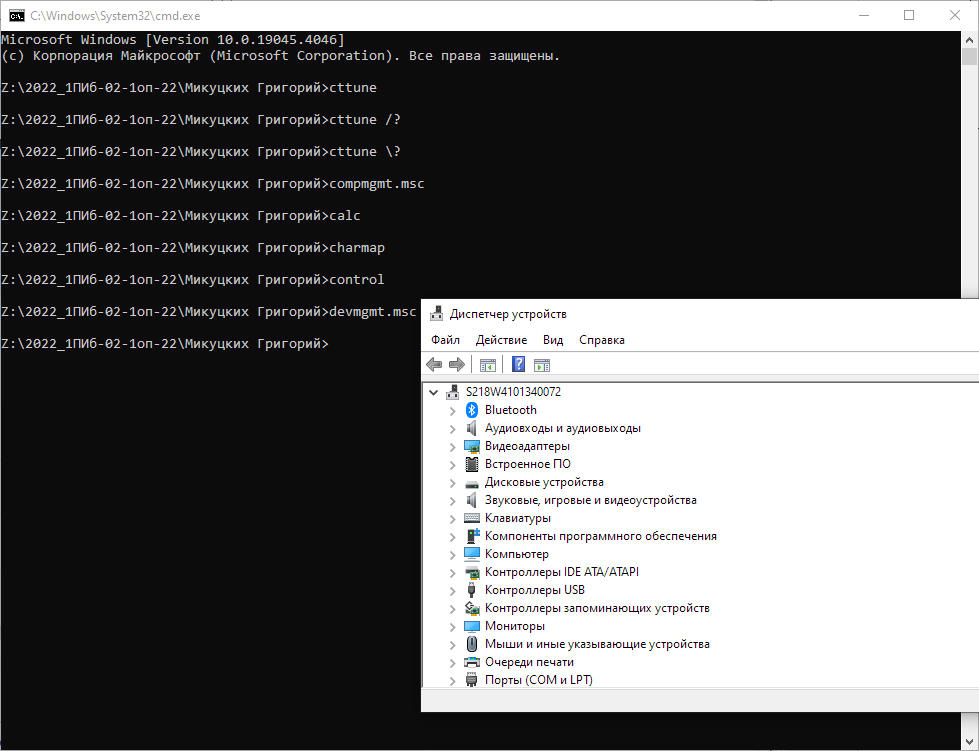 C:\Windows\System32\cmd.exe
Microsoft Windows [Version 10.0.19045.4046]
(c) Корпорация Майкрософт (Microsoft Corporation). Все права защищены.
Z:\2022_1ПИб-02-1оп-22\Микуцких Григорий>cttune
Z:\2022_1ПИб-02-1оп-22\Микуцких Григорий>cttune /?
Z:\2022_1ПИб-02-1оп-22\Микуцких Григорий>cttune \?
Z:\2022_1ПИб-02-1оп-22\Микуцких Григорий>compmgmt.msc
Z:\2022_1ПИб-02-1оп-22\Микуцких Григорий>calc
Z:\2022_1ПИб-02-1оп-22\Микуцких Григорий>charmap
Z:\2022_1ПИб-02-1оп-22\Микуцких Григорий>control
Z:\2022_1ПИб-02-1оп-22\Микуцких Григорий>devmgmt.msc
Z:\2022_1ПИб-02-1оп-22\Микуцких Григорий>
Диспетчер устройств
Файл Действие Вид Справка
S218W4101340072
Bluetooth
Аудиовходы и аудиовыходы
Видеоадаптеры
Встроенное ПО
Дисковые устройства
Звуковые, игровые и видеоустройства
Клавиатуры
Компоненты программного обеспечения
Компьютер
Контроллеры IDE ATA/ATAPI
Контроллеры USB
Контроллеры запоминающих устройств
Мониторы
Мыши и иные указывающие устройства
Очереди печати
Порты (COM и LPT)